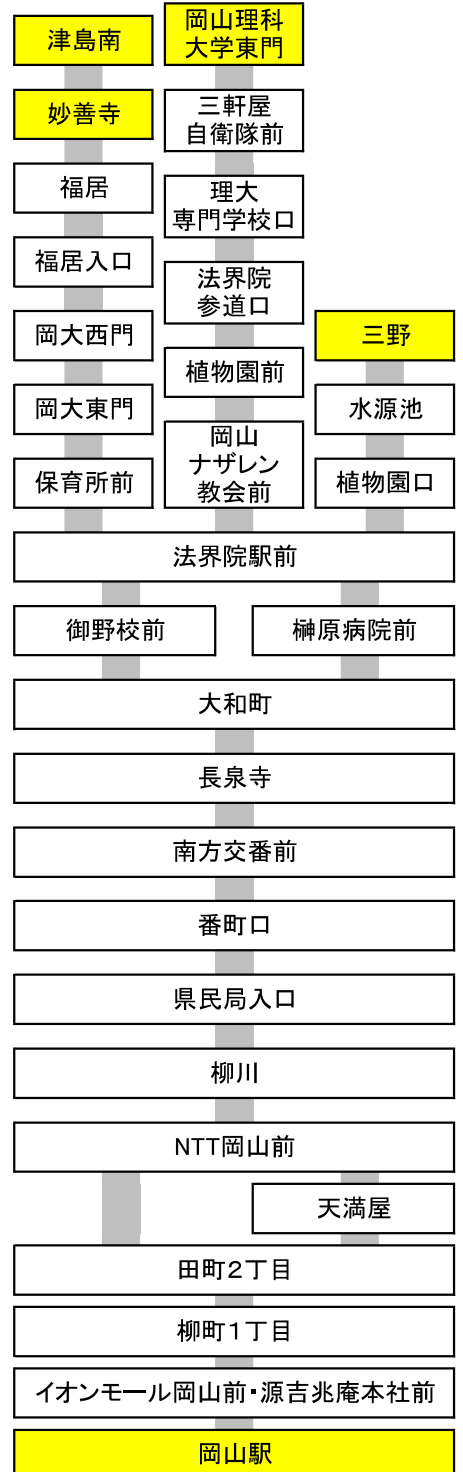 津島南
妙善寺
福居
福居入口
岡大西門
岡大東門
保育所前
岡山理科
大学東門
三軒屋
自衛隊前
理大
専門学校口
法界院
参道口
植物園前
岡山
ナザレン
教会前
三野
水源池
植物園口
法界院駅前
御野校前
榊原病院前
大和町
長泉寺
南方交番前
番町口
県民局入口
柳川
NTT岡山前
天満屋
田町2丁目
柳町1丁目
イオンモール岡山前・源吉兆庵本社前
岡山駅